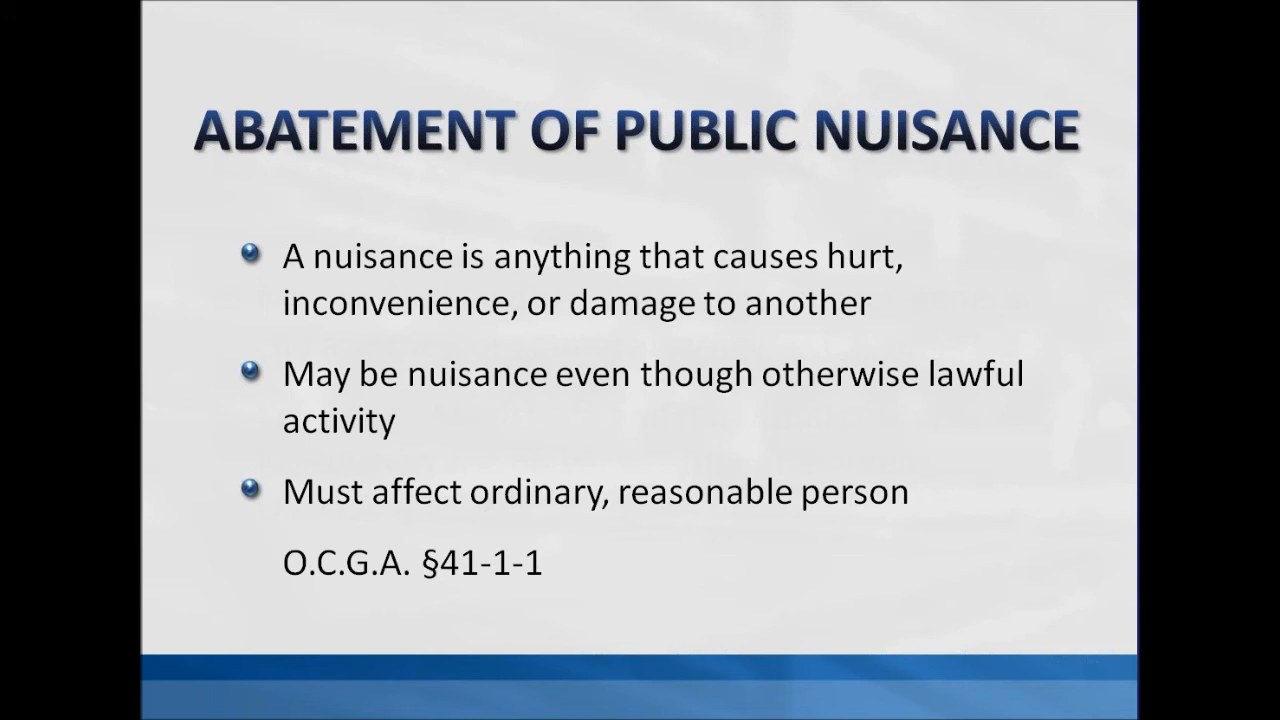 ABATEMENT OF PUBLIC NUISANCE
A nuisance is anything that causes hurt,
inconvenience, or damage to another
May be nuisance even though otherwise lawful
activity
Must affect ordinary, reasonable person
O.C.G.A. §41-1-1